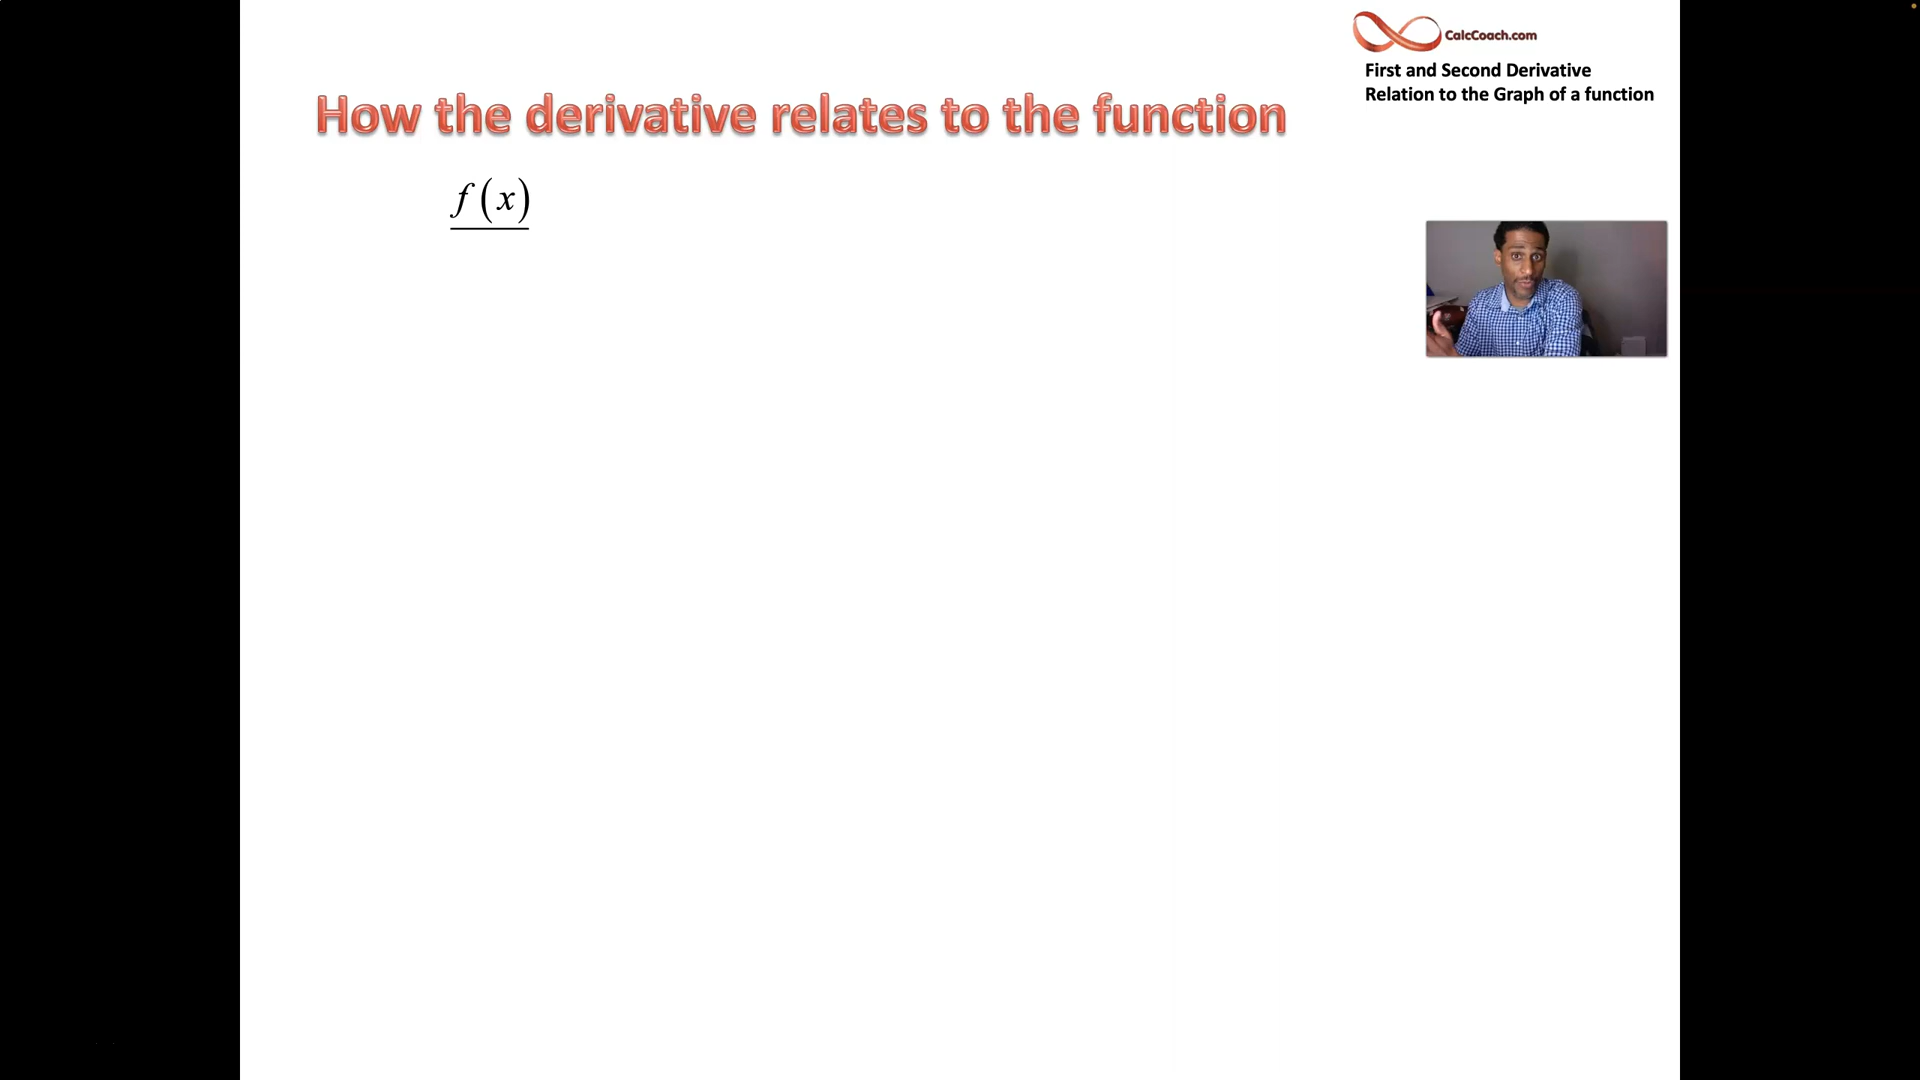 CalcCoach.com
First and Second Derivative
Relation to the Graph of a function
How the derivative relates to the function
f(x)